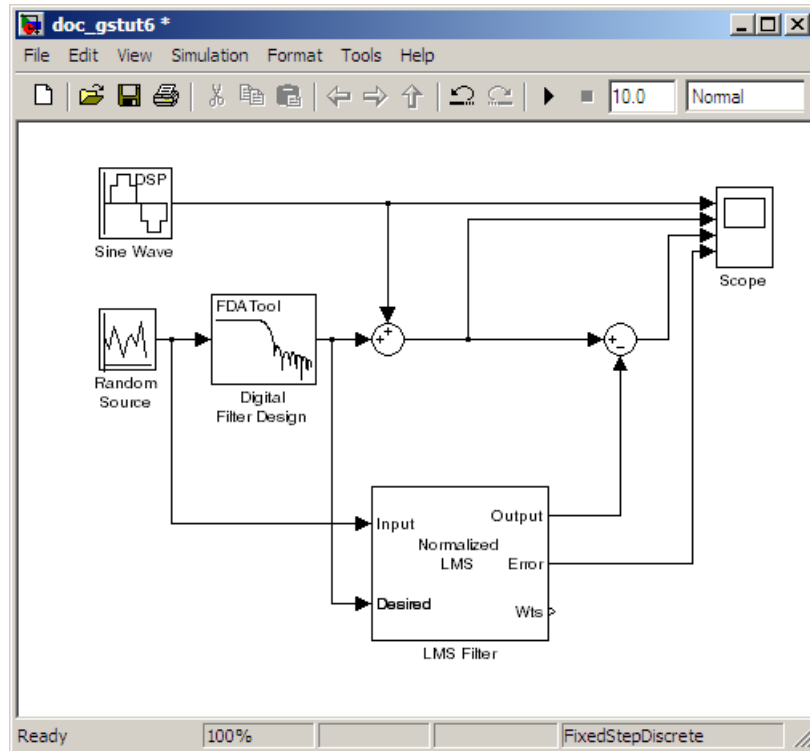 doc_gstut6 *
File Edit View Simulation Format Tools Help
10.0 Normal
DSP
Sine Wave
Scope
FDATool
Random
Source
Digital
Filter Design
+ +
+ −
Input
Output
Normalized
LMS
Error
Desired
Wts
LMS Filter
Ready 100% FixedStepDiscrete